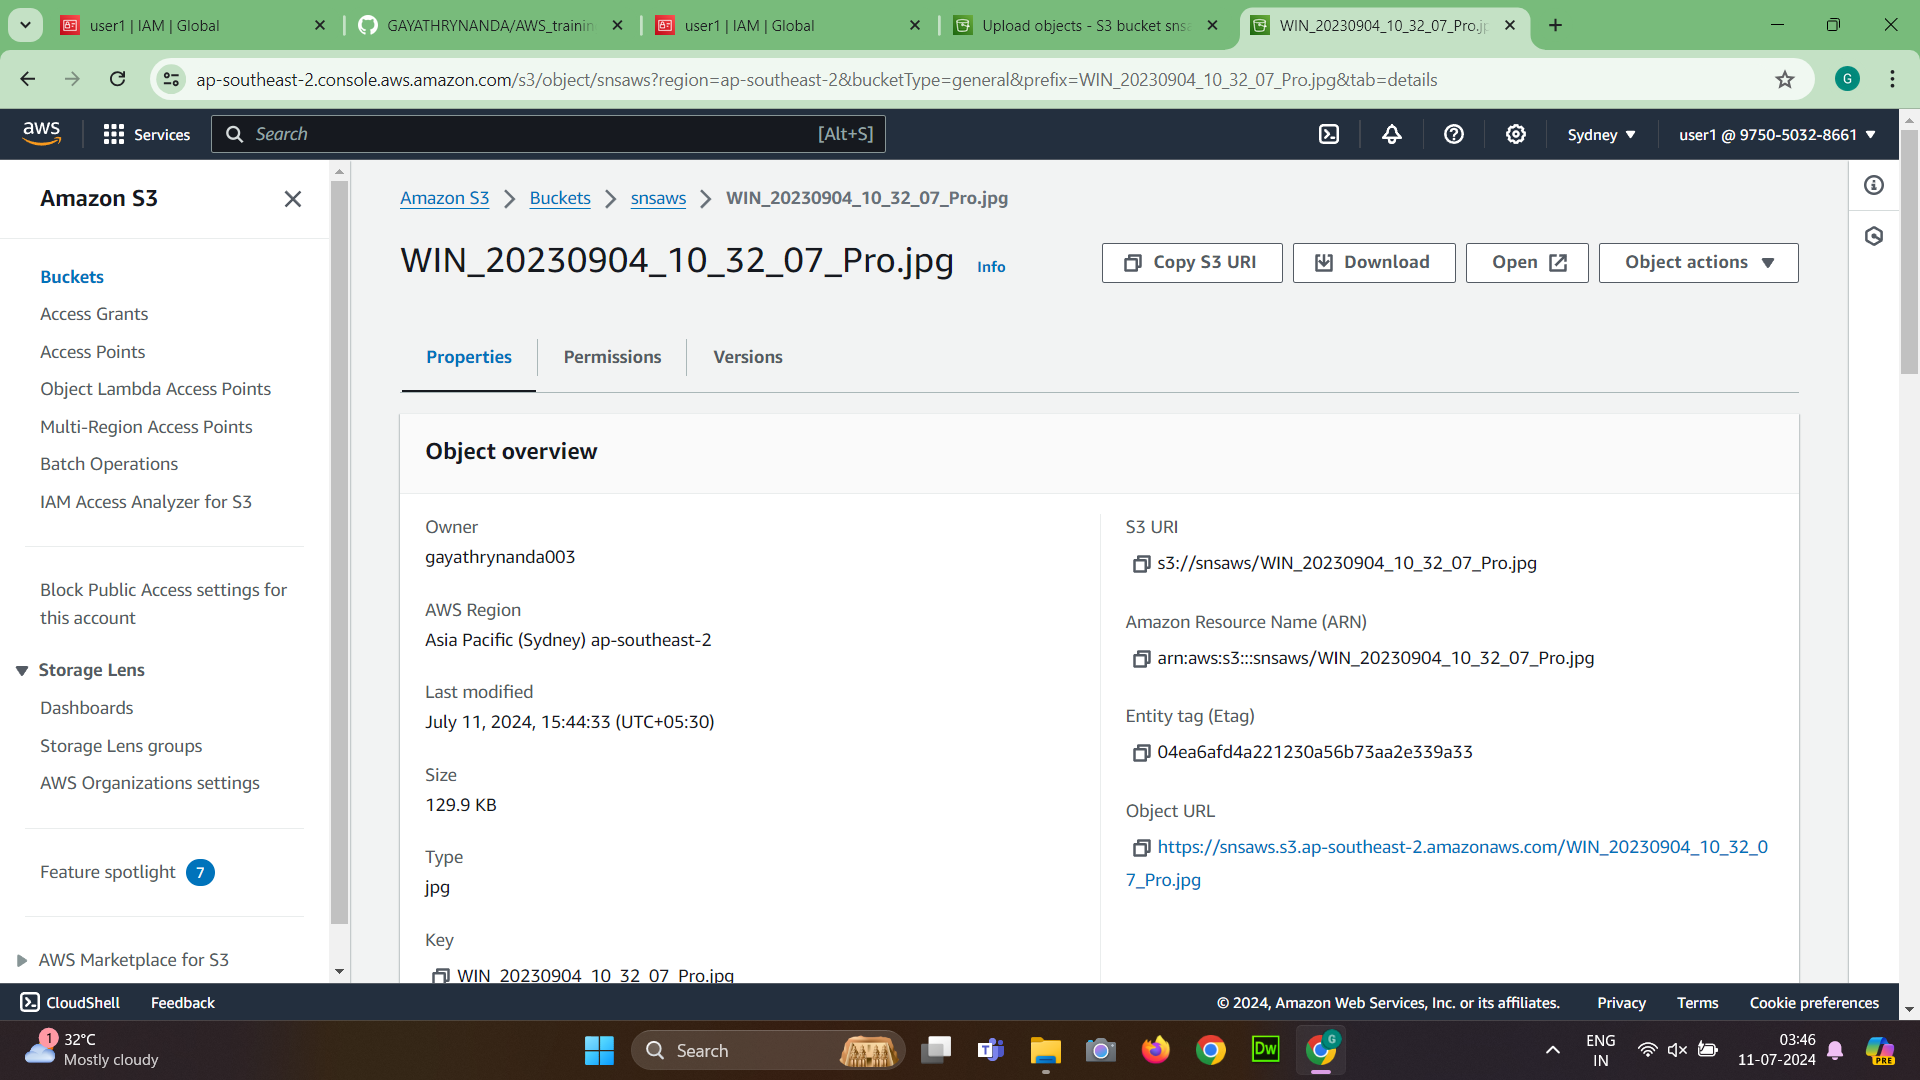 user1 | IAM | Global
GAYATHRYNANDA/AWS_trainin
user1 | IAM | Global
Upload objects - S3 bucket snsa
WIN_20230904_10_32_07_Pro.jp
G
ap-southeast-2.console.aws.amazon.com/s3/object/snsaws?region=ap-southeast-2&bucketType=general&prefix=WIN_20230904_10_32_07_Pro.jpg&tab=details
aws
Services
Search
[Alt+S]
Sydney
user1 @ 9750-5032-8661
Amazon S3
Buckets
Access Grants
Access Points
Object Lambda Access Points
Multi-Region Access Points
Batch Operations
IAM Access Analyzer for S3
Block Public Access settings for
this account
Storage Lens
Dashboards
Storage Lens groups
AWS Organizations settings
Feature spotlight 7
AWS Marketplace for S3
Amazon S3 > Buckets > snsaws > WIN_20230904_10_32_07_Pro.jpg
WIN_20230904_10_32_07_Pro.jpg Info
Copy S3 URI
Download
Open
Object actions
Properties
Permissions
Versions
Object overview
Owner
gayathrynanda003
AWS Region
Asia Pacific (Sydney) ap-southeast-2
Last modified
July 11, 2024, 15:44:33 (UTC+05:30)
Size
129.9 KB
Type
jpg
Key
WIN_20230904_10_32_07_Pro.jpg
S3 URI
s3://snsaws/WIN_20230904_10_32_07_Pro.jpg
Amazon Resource Name (ARN)
arn:aws:s3:::snsaws/WIN_20230904_10_32_07_Pro.jpg
Entity tag (Etag)
04ea6afd4a221230a56b73aa2e339a33
Object URL
https://snsaws.s3.ap-southeast-2.amazonaws.com/WIN_20230904_10_32_0
7_Pro.jpg
CloudShell
Feedback
© 2024, Amazon Web Services, Inc. or its affiliates.
Privacy
Terms
Cookie preferences
1
32°C
Mostly cloudy
Search
T
Dw
G
ENG
IN
03:46
11-07-2024
PRE